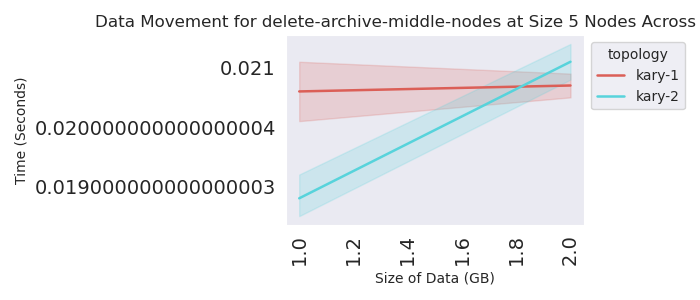 Data Movement for delete-archive-middle-nodes at Size 5 Nodes Across
topology
kary-1
kary-2
Time (Seconds)
0.021
0.020000000000000004
0.0190000000000000003
1.0
1.2
1.4
1.6
1.8
2.0
Size of Data (GB)